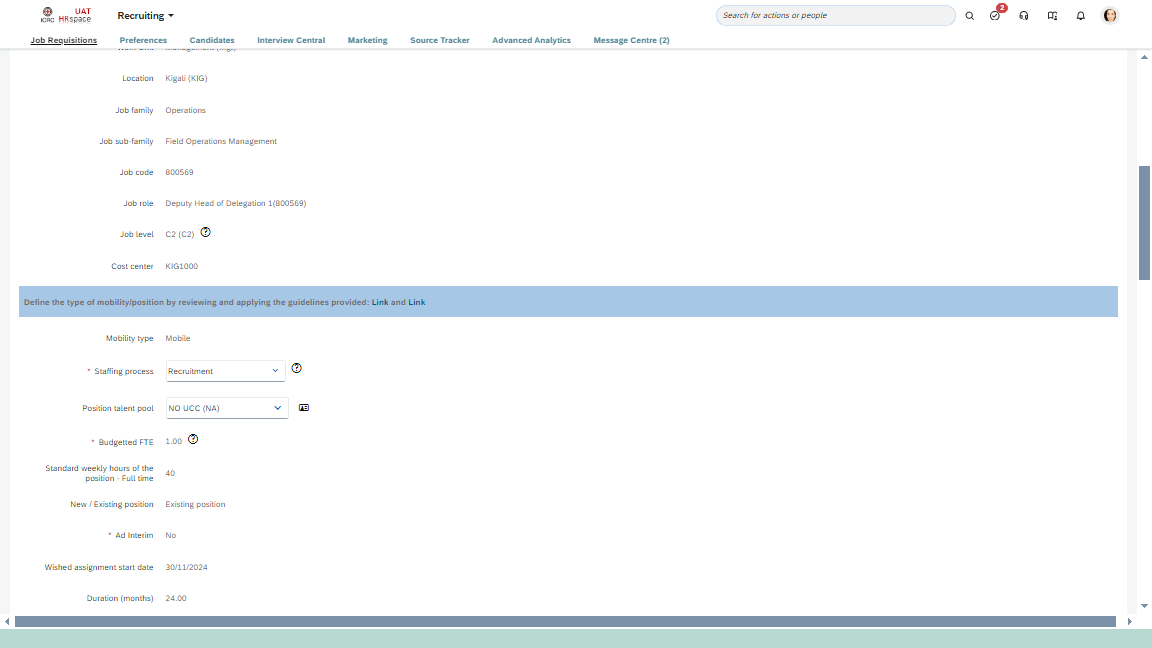 ICRC
UAT
HRspace
Recruiting
Search for actions or people
2
Job Requisitions
Preferences
Candidates
Interview Central
Marketing
Source Tracker
Advanced Analytics
Message Centre (2)
Location
Kigali (KIG)
Job family
Operations
Job sub-family
Field Operations Management
Job code
800569
Job role
Deputy Head of Delegation 1(800569)
Job level
C2 (C2)
Cost center
KIG1000
Define the type of mobility/position by reviewing and applying the guidelines provided: Link and Link
Mobility type
Mobile
* Staffing process
Recruitment
Position talent pool
NO UCC (NA)
* Budgetted FTE
1.00
Standard weekly hours of the
position - Full time
40
New / Existing position
Existing position
* Ad Interim
No
Wished assignment start date
30/11/2024
Duration (months)
24.00